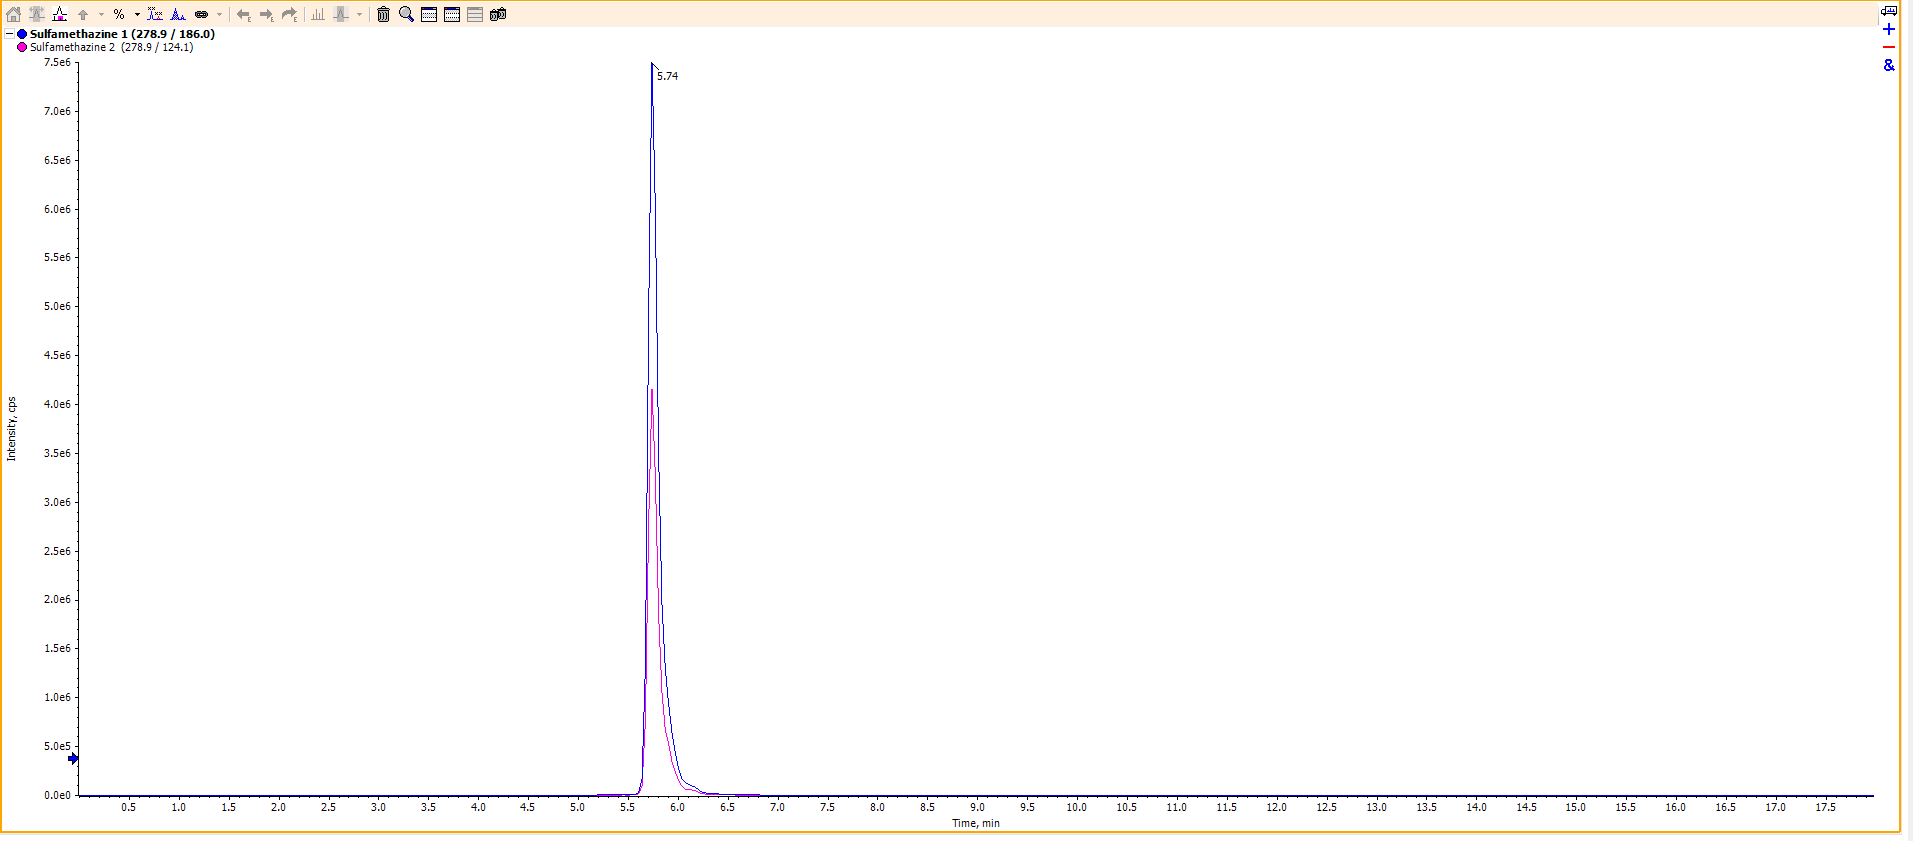 %
Sulfamethazine 1 (278.9 / 186.0)
Sulfamethazine 2 (278.9 / 124.1)
&
5.74
7.5e6
7.0e6
6.5e6
6.0e6
5.5e6
5.0e6
4.5e6
4.0e6
3.5e6
3.0e6
2.5e6
2.0e6
1.5e6
1.0e6
5.0e5
0.0e0
Intensity, cps
0.5 1.0 1.5 2.0 2.5 3.0 3.5 4.0 4.5 5.0 5.5 6.0 6.5 7.0 7.5 8.0 8.5 9.0 9.5 10.0 10.5 11.0 11.5 12.0 12.5 13.0 13.5 14.0 14.5 15.0 15.5 16.0 16.5 17.0 17.5
Time, min